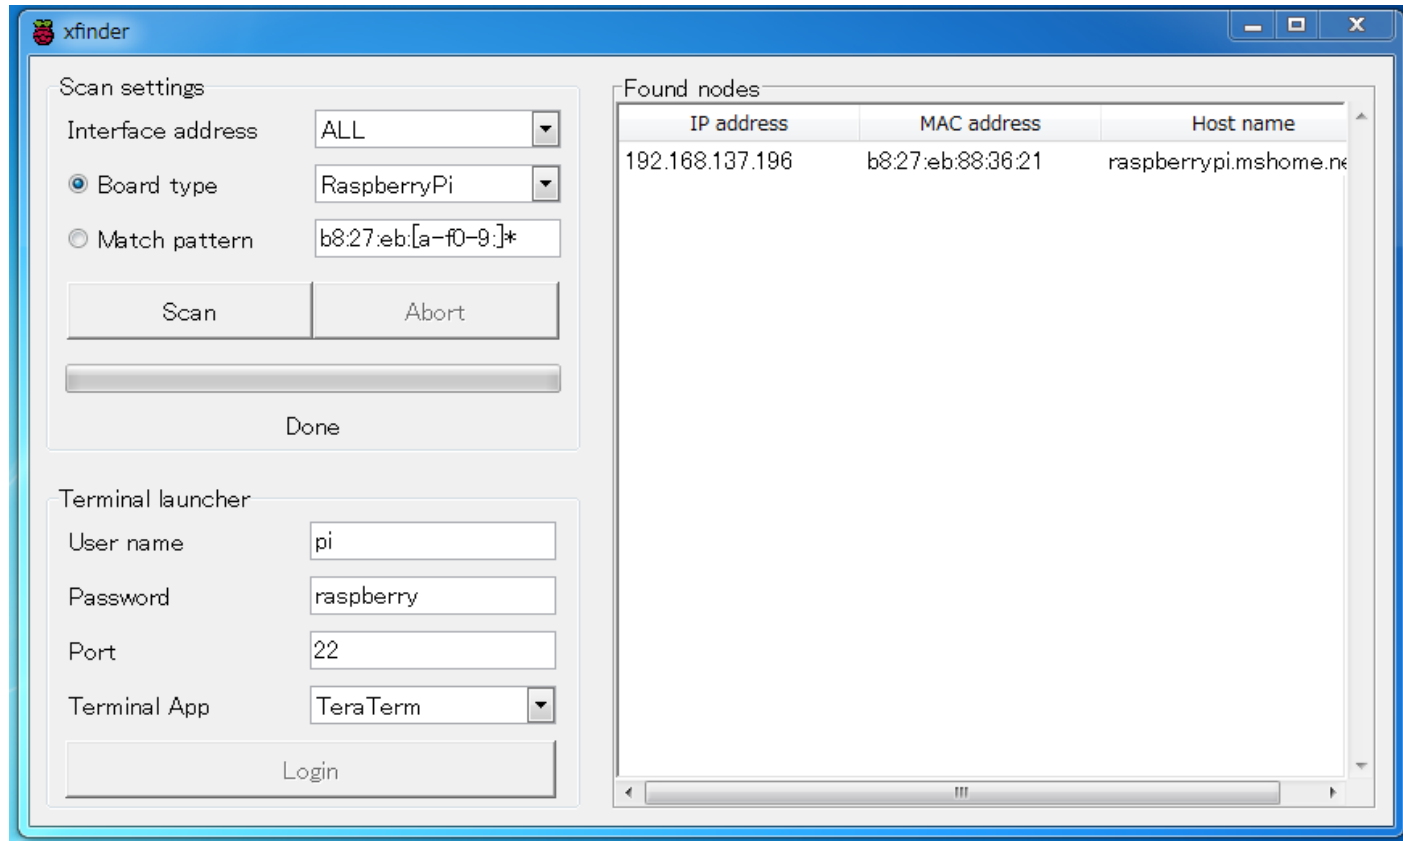 xfinder
Scan settings
Interface address ALL
Board type RaspberryPi
Match pattern b8:27:eb:[a-f0-9:]*
Scan Abort
Done
Terminal launcher
User name pi
Password raspberry
Port 22
Terminal App TeraTerm
Login
Found nodes
IP address MAC address Host name
192.168.137.196 b8:27:eb:88:36:21 raspberrypi.mshome.ne